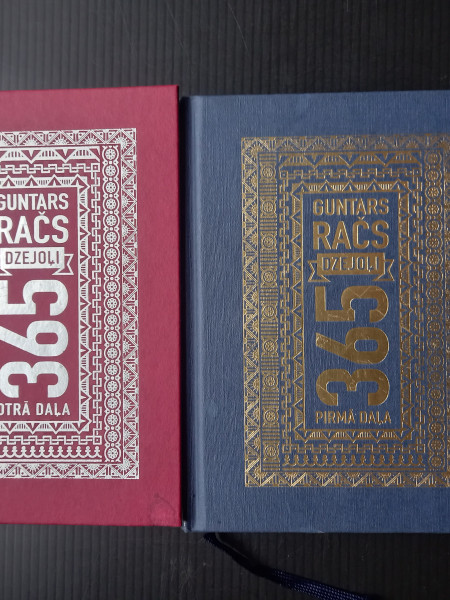 GUNTARS
RAČS
DZEJOĻI
365
OTRĀ DAĻA
GUNTARS
RAČS
DZEJOĻI
365
PIRMĀ DAĻA